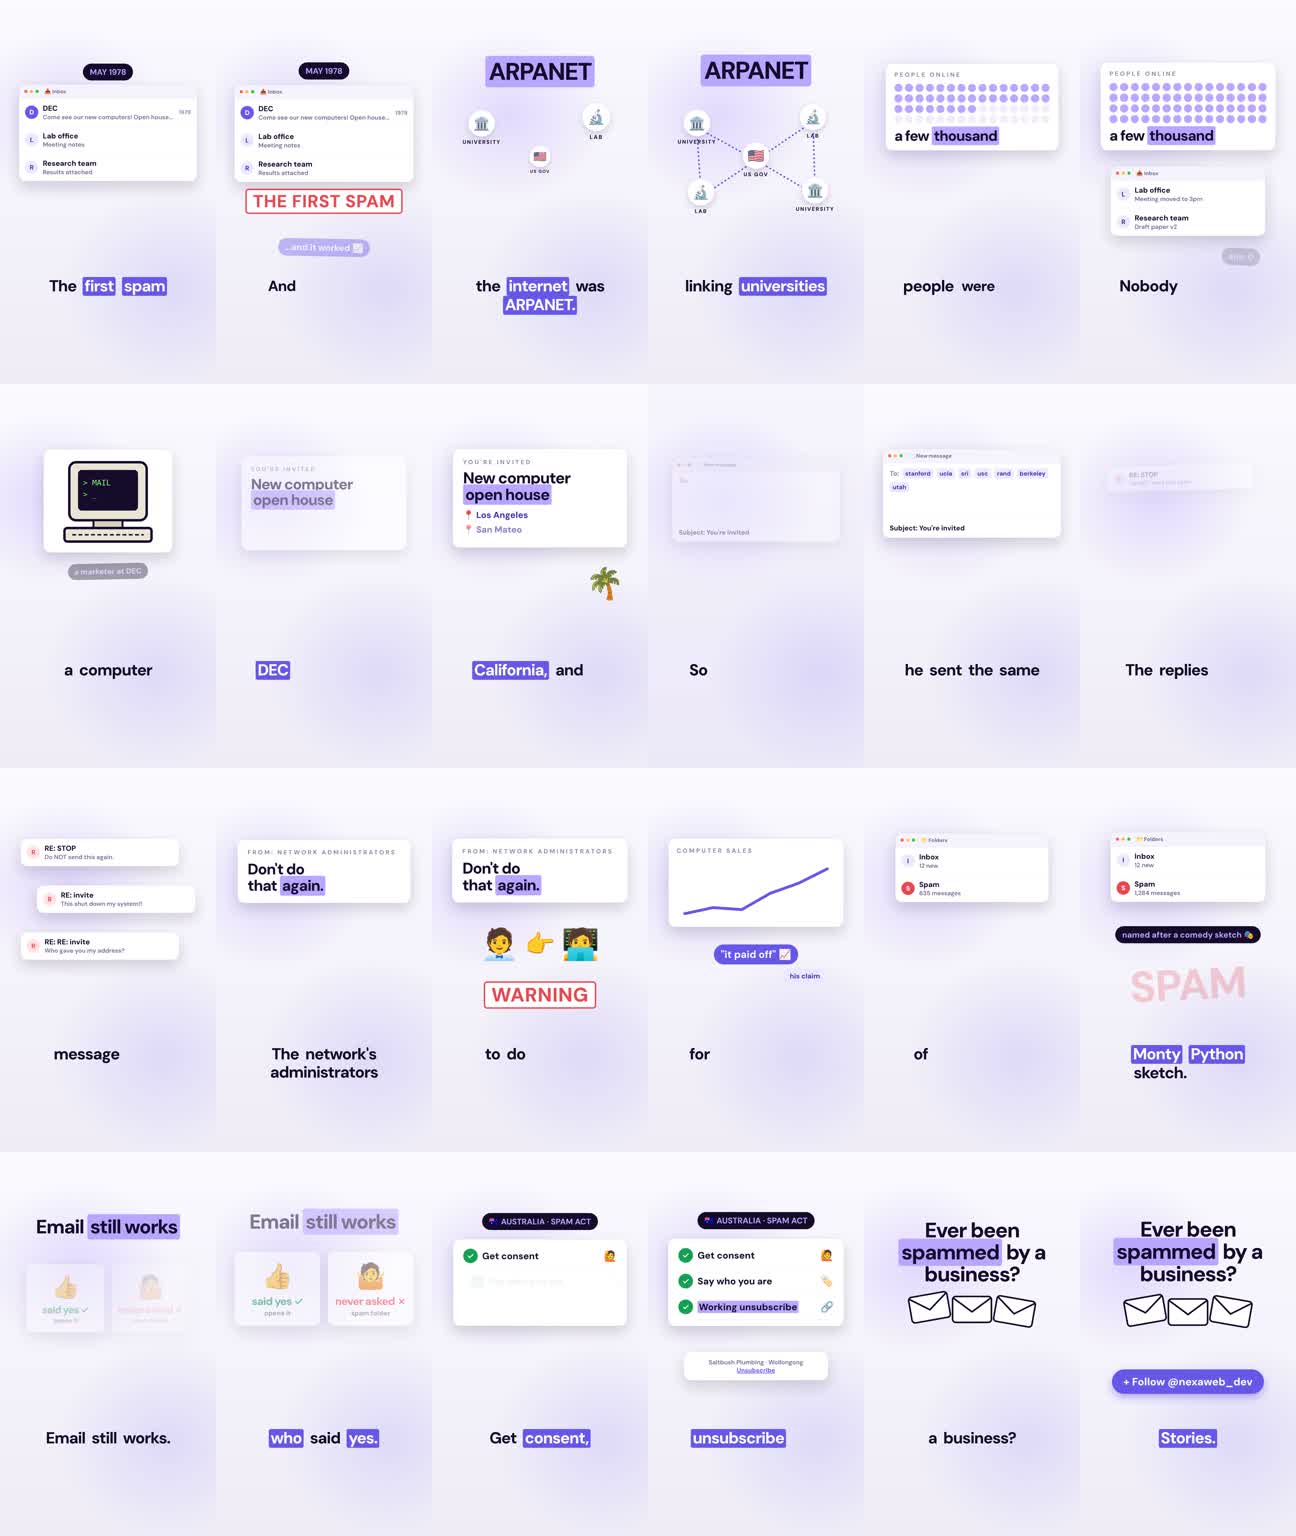 MAY 1978
Inbox
D DEC 1978
Come see our new computers! Open house...
L Lab office
Meeting notes
R Research team
Results attached
The first spam
MAY 1978
Inbox
D DEC 1978
Come see our new computers! Open house...
L Lab office
Meeting notes
R Research team
Results attached
THE FIRST SPAM
...and it worked
And
ARPANET
UNIVERSITY
LAB
US GOV
the internet was
ARPANET.
ARPANET
UNIVERSITY
LAB
US GOV
LAB
UNIVERSITY
linking universities
PEOPLE ONLINE
a few thousand
people were
PEOPLE ONLINE
a few thousand
Inbox
L Lab office
Meeting moved to 3pm
R Research team
Draft paper v2
Nobody
> MAIL
> _
a marketer at DEC
a computer
YOU'RE INVITED
New computer
open house
DEC
YOU'RE INVITED
New computer
open house
Los Angeles
San Mateo
California, and
New message
To:
Subject: You're invited
So
New message
To: stanford ucla sri usc rand berkeley
utah
Subject: You're invited
he sent the same
RE: STOP
The replies
R RE: STOP
Do NOT send this again.
R RE: invite
This shut down my system!!
R RE: RE: invite
Who gave you my address?
message
FROM: NETWORK ADMINISTRATORS
Don't do
that again.
The network's
administrators
FROM: NETWORK ADMINISTRATORS
Don't do
that again.
WARNING
to do
COMPUTER SALES
"it paid off"
his claim
for
Folders
I Inbox
12 new
S Spam
635 messages
of
Folders
I Inbox
12 new
S Spam
1,284 messages
named after a comedy sketch
SPAM
Monty Python
sketch.
Email still works
said yes ✓
opens it
Email still works.
Email still works
said yes ✓
opens it
never asked ×
spam folder
who said yes.
AUSTRALIA · SPAM ACT
Get consent
Get consent,
AUSTRALIA · SPAM ACT
Get consent
Say who you are
Working unsubscribe
Saltbush Plumbing · Wollongong
Unsubscribe
unsubscribe
Ever been
spammed by a
business?
a business?
Ever been
spammed by a
business?
+ Follow @nexaweb_dev
Stories.